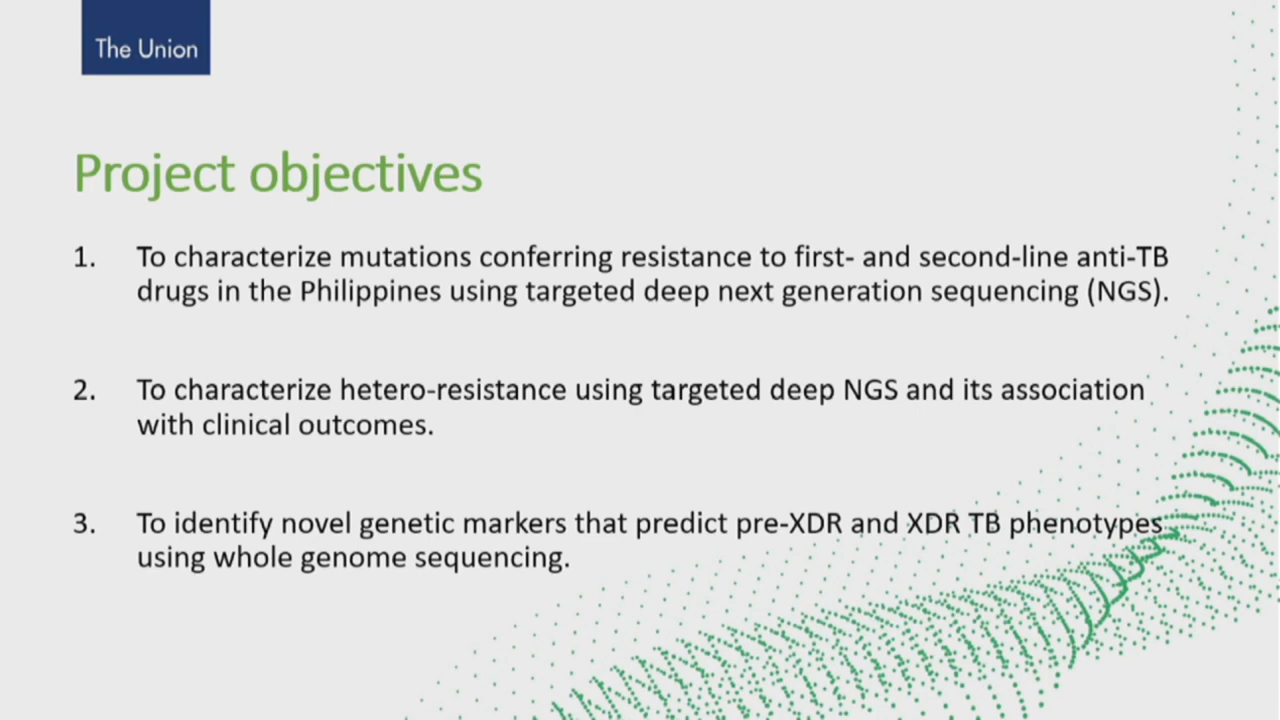 The Union
Project objectives
1. To characterize mutations conferring resistance to first- and second-line anti-TB
drugs in the Philippines using targeted deep next generation sequencing (NGS).
2. To characterize hetero-resistance using targeted deep NGS and its association
with clinical outcomes.
3. To identify novel genetic markers that predict pre-XDR and XDR TB phenotypes
using whole genome sequencing.